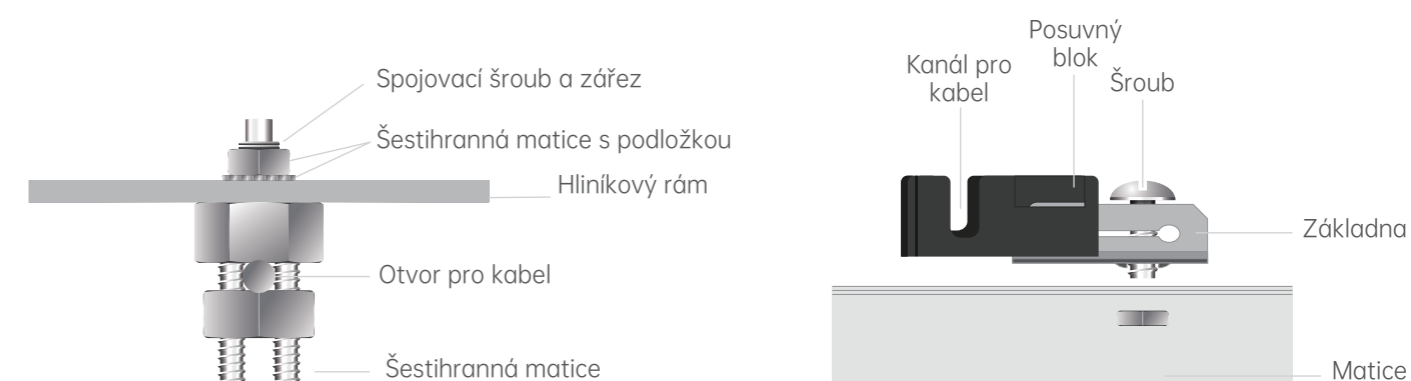 Spojovací šroub a zářez
Šestihranná matice s podložkou
Hliníkový rám
Otvor pro kabel
Šestihranná matice
Posuvný
blok
Kanál pro
kabel
Šroub
Základna
Matice